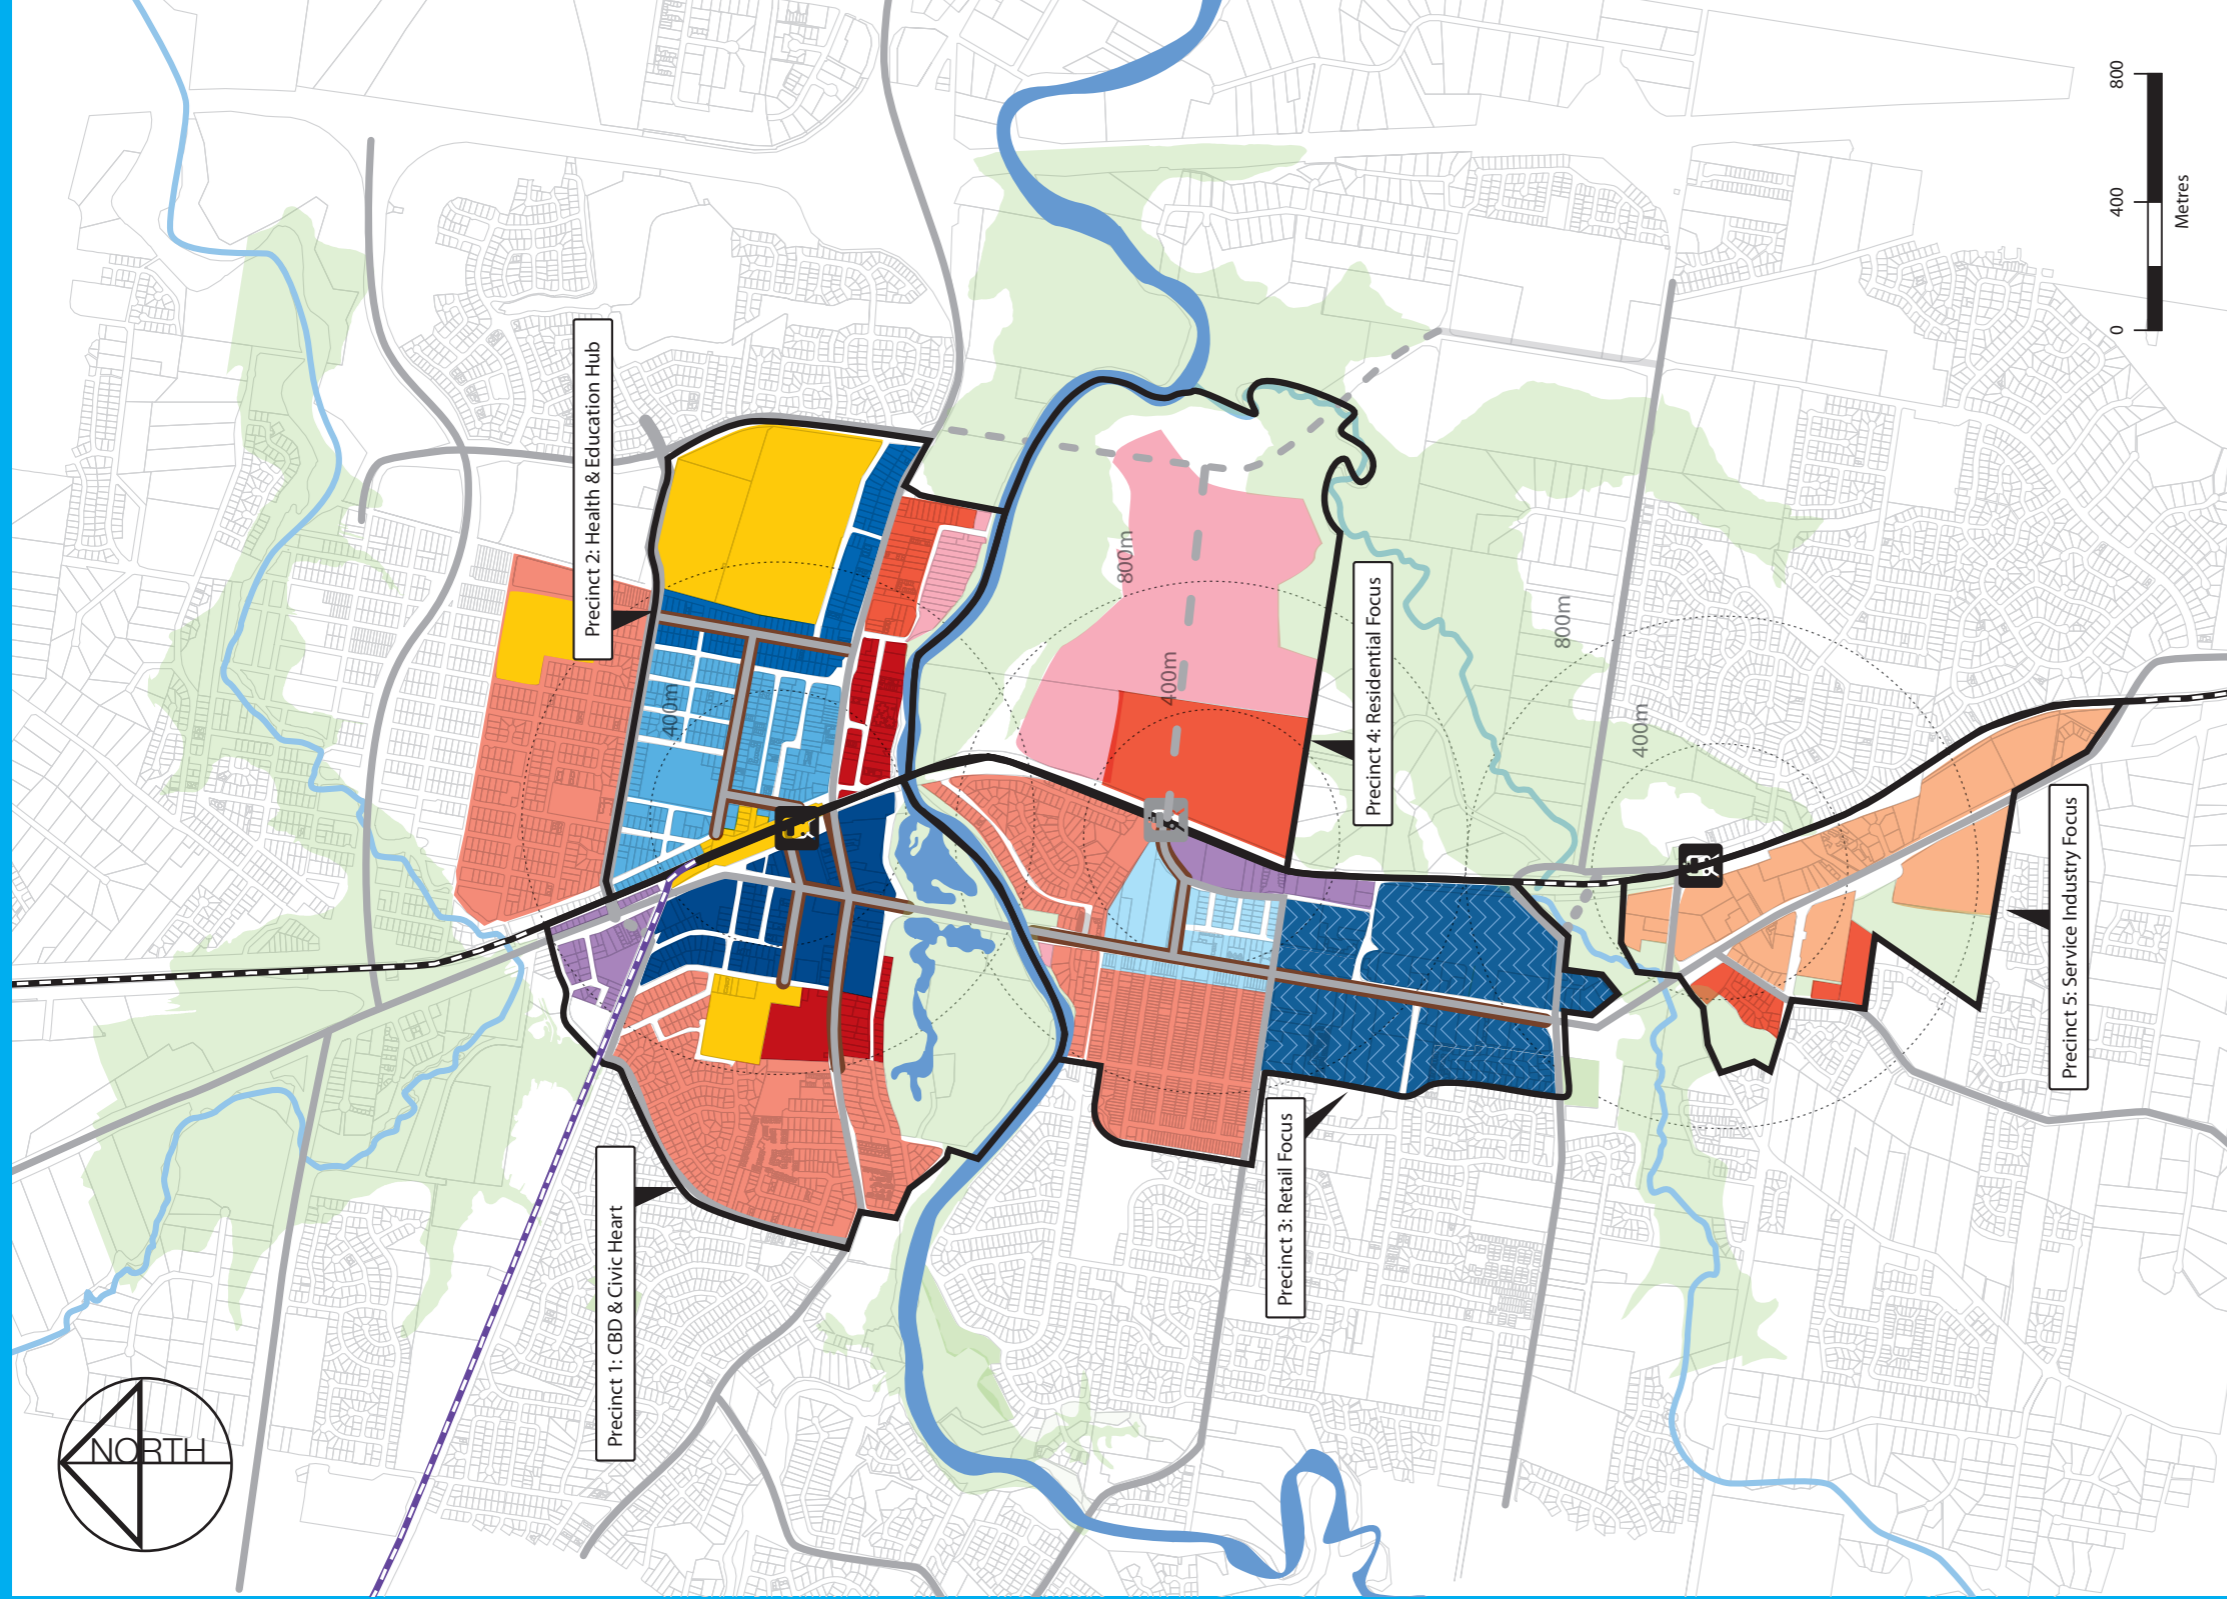 NORTH
Precinct 1: CBD & Civic Heart
Precinct 2: Health & Education Hub
Precinct 3: Retail Focus
Precinct 4: Residential Focus
Precinct 5: Service Industry Focus
400m
800m
400m
800m
400m
0 400 800
Metres